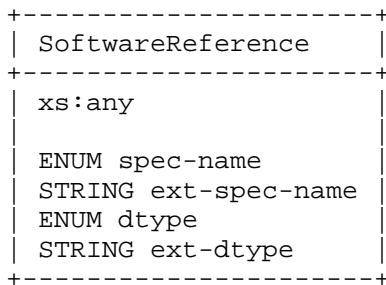 +----------------------+
| SoftwareReference    |
+----------------------+
| xs:any               |
|                      |
| ENUM spec-name       |
| STRING ext-spec-name |
| ENUM dtype           |
| STRING ext-dtype     |
+----------------------+